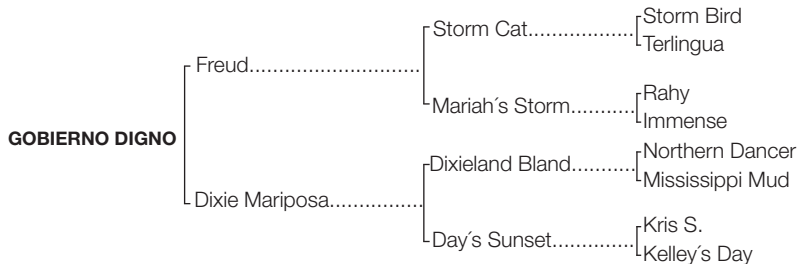 Storm Bird
Storm Cat.....................
Terlingua
Freud.................................
Rahy
Mariah´s Storm............
Immense
GOBIERNO DIGNO
Northern Dancer
Dixieland Bland............
Mississippi Mud
Dixie Mariposa..................
Kris S.
Day´s Sunset...............
Kelley´s Day